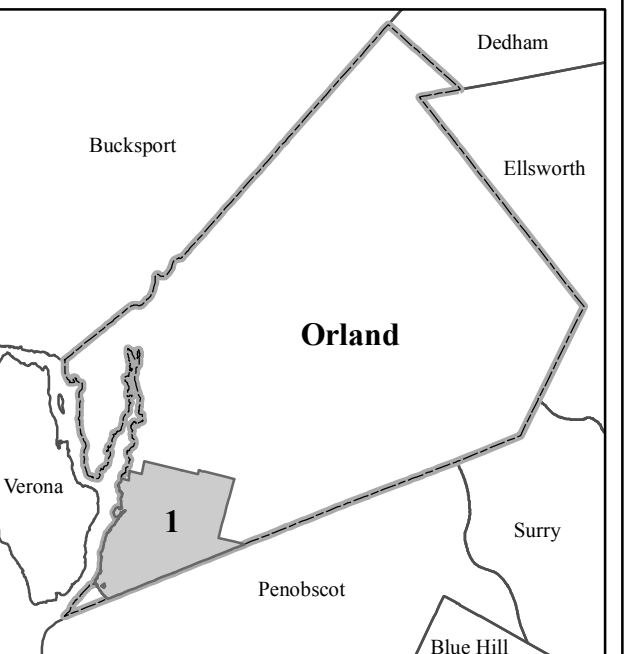 Dedham
Bucksport
Ellsworth
Orland
Verona
1
Surry
Penobscot
Blue Hill